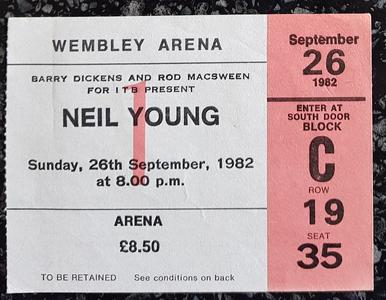 WEMBLEY ARENA
BARRY DICKENS AND ROD MACSWEEN
FOR ITB PRESENT
1
NEIL YOUNG
Sunday, 26th September, 1982
at 8.00 p.m.
ARENA
£8.50
TO BE RETAINED See conditions on back
September
26
1982
ENTER AT
SOUTH DOOR
BLOCK
C
ROW
19
SEAT
35